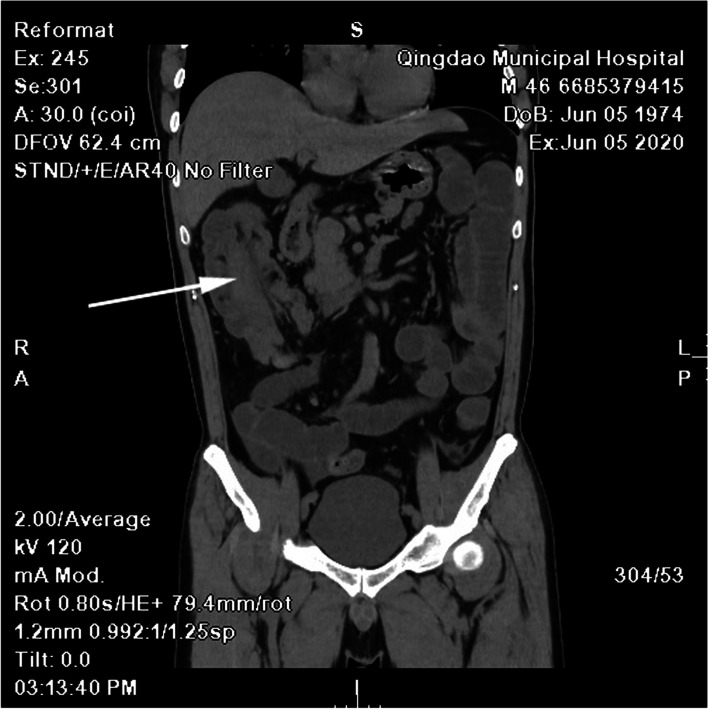 Reformat
Ex: 245
Se:301
A: 30.0 (coi)
DFOV 62.4 cm
STND/+/E/AR40 No Filter
S
Qingdao Municipal Hospital
M 46 6685379415
DoB: Jun 05 1974
Ex:Jun 05 2020
R
A
L
P
2.00/Average
kV 120
mA Mod.
Rot 0.80s/HE+ 79.4mm/rot
1.2mm 0.992:1/1.25sp
Tilt: 0.0
03:13:40 PM
304/53
I